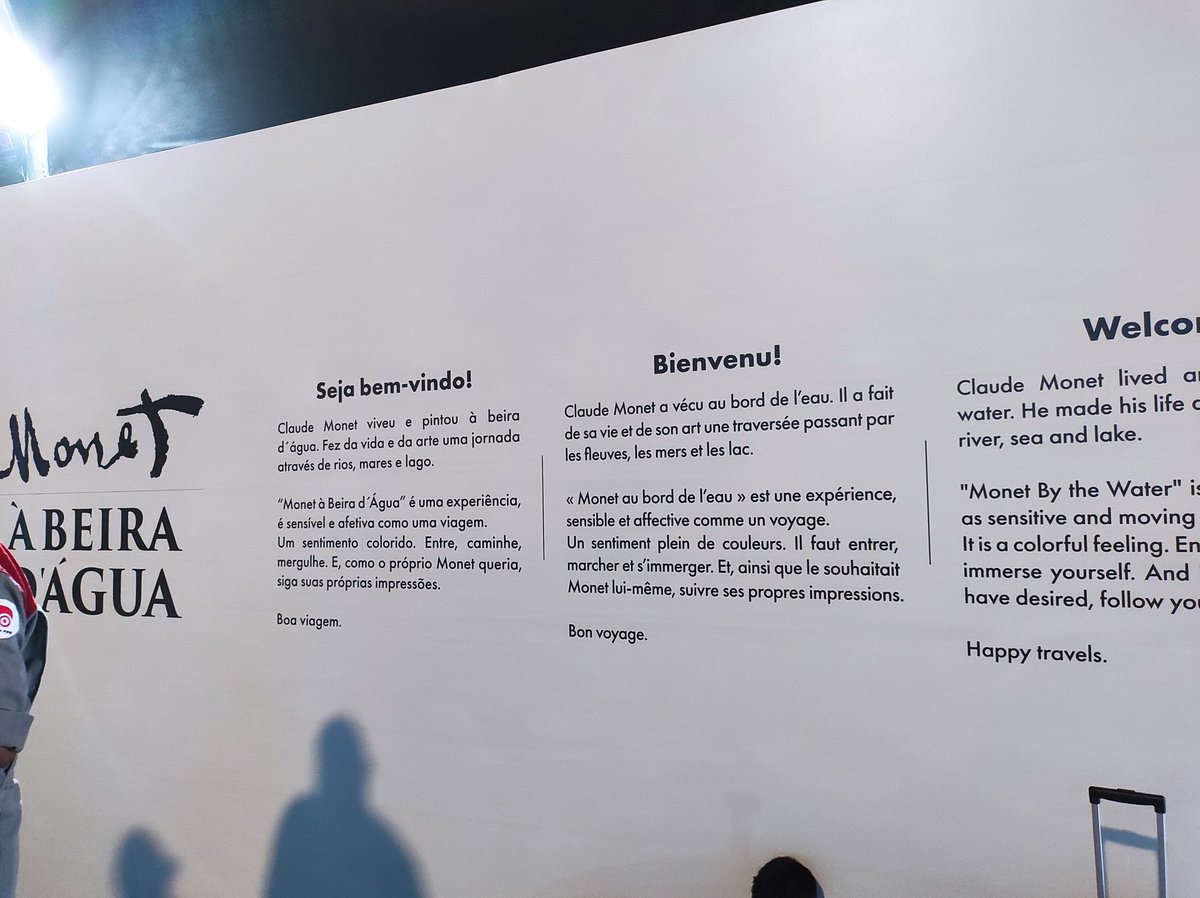 Monet
À BEIRA
D'ÁGUA
Seja bem-vindo!
Claude Monet viveu e pintou à beira
d´água. Fez da vida e da arte uma jornada
através de rios, mares e lago.
“Monet à Beira d´Água” é uma experiência,
é sensível e afetiva como uma viagem.
Um sentimento colorido. Entre, caminhe,
mergulhe. E, como o próprio Monet queria,
siga suas próprias impressões.
Boa viagem.
Bienvenu!
Claude Monet a vécu au bord de l’eau. Il a fait
de sa vie et de son art une traversée passant par
les fleuves, les mers et les lac.
« Monet au bord de l’eau » est une expérience,
sensible et affective comme un voyage.
Un sentiment plein de couleurs. Il faut entrer,
marcher et s’immerger. Et, ainsi que le souhaitait
Monet lui-même, suivre ses propres impressions.
Bon voyage.
Claude Monet lived
water. He made his life
river, sea and lake.
"Monet By the Water" is
as sensitive and moving
It is a colorful feeling.
immerse yourself. And
have desired, follow
Happy travels.